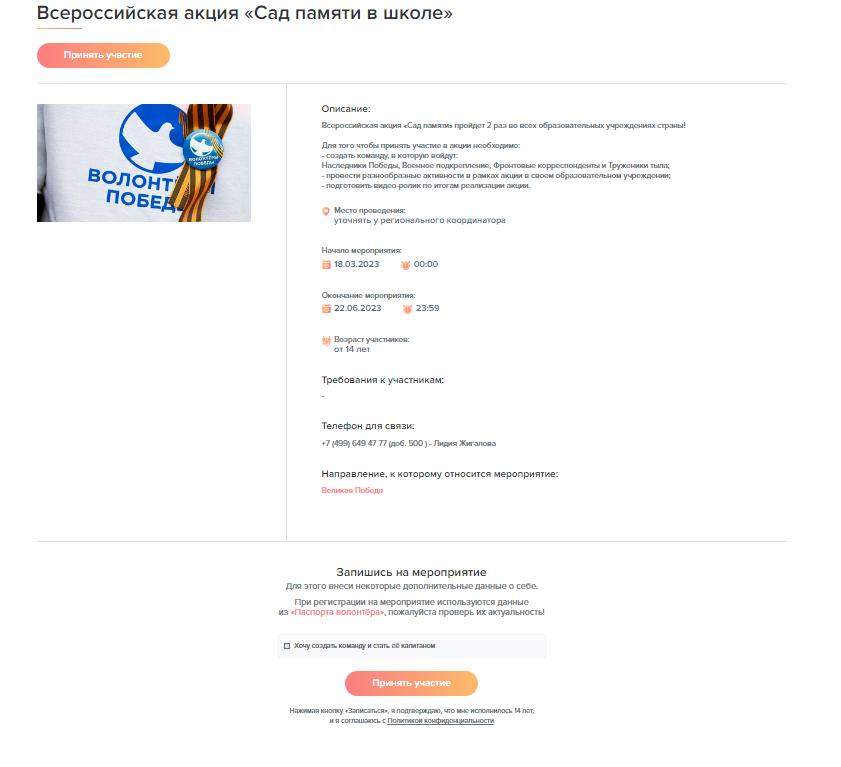 Всероссийская акция «Сад памяти в школе»
Принять участие
ВОЛОНТ
ПОБЕД
ВОЛОНТЁРЫ
ПОБЕДЫ
Описание:
Всероссийская акция «Сад памяти» пройдет 2 раз во всех образовательных учреждениях страны!
Для того чтобы принять участие в акции необходимо:
- создать команду, в которую войдут:
Наследники Победы, Военное подкрепление, Фронтовые корреспонденты и Труженики тыла;
- провести разнообразные активности в рамках акции в своем образовательном учреждении;
- подготовить видео-ролик по итогам реализации акции.
Место проведения:
уточнять у регионального координатора
Начало мероприятия:
18.03.2023 00:00
Окончание мероприятия:
22.06.2023 23:59
Возраст участников:
от 14 лет
Требования к участникам:
-
Телефон для связи:
+7 (499) 649 47 77 (доб. 500 ) - Лидия Жигалова
Направление, к которому относится мероприятие:
Великая Победа
Запишись на мероприятие
Для этого внеси некоторые дополнительные данные о себе.
При регистрации на мероприятие используются данные
из «Паспорта волонтёра», пожалуйста проверь их актуальность!
Хочу создать команду и стать её капитаном
Принять участие
Нажимая кнопку «Записаться», я подтверждаю, что мне исполнилось 14 лет,
и я соглашаюсь с Политикой конфиденциальности